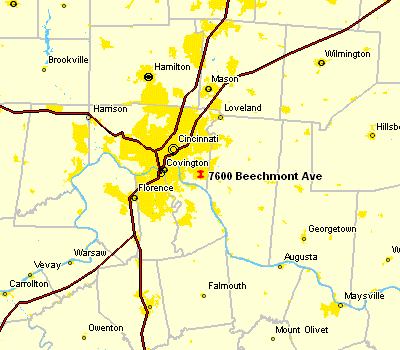 Wilmington
Brookville
Hamilton
Mason
Harrison
Loveland
Hillsb
Cincinnati
Covington
7600 Beechmont Ave
Florence
Georgetown
Warsaw
Augusta
Vevay
Carrollton
Falmouth
Maysville
Owenton
Mount Olivet